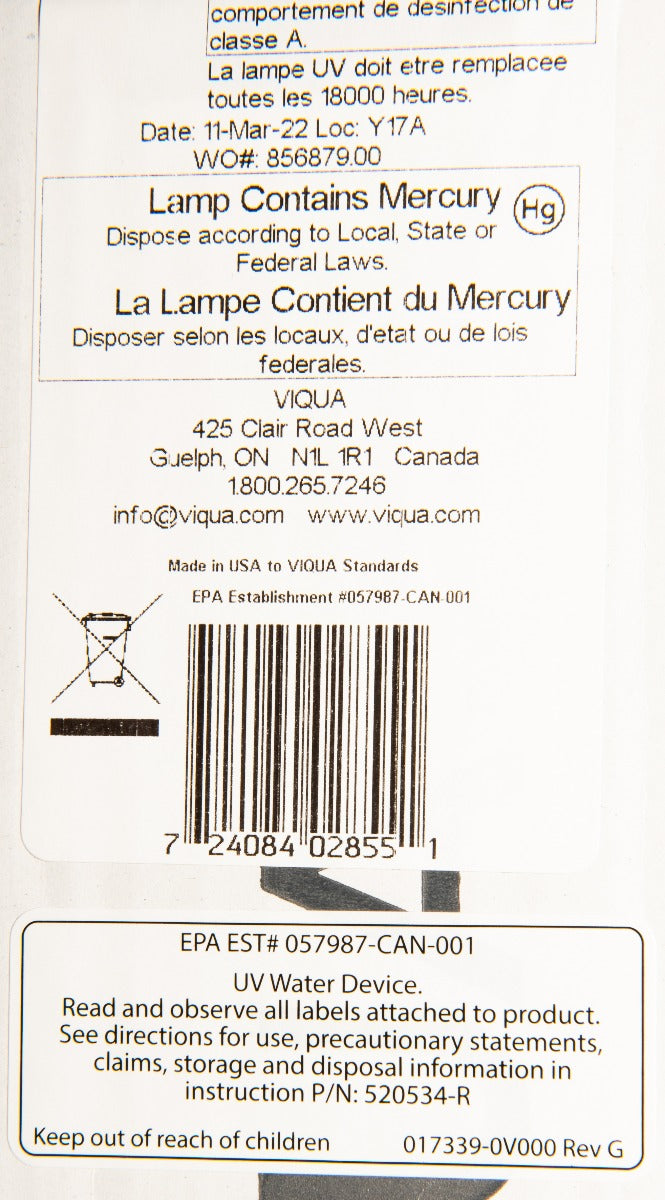 comportement de desinfection de
classe A.
La lampe UV doit etre remplacee
toutes les 18000 heures.
Date: 11-Mar-22 Loc: Y17A
WO#: 856879.00
Lamp Contains Mercury Hg
Dispose according to Local, State or
Federal Laws.
La Lampe Contient du Mercury
Disposer selon les locaux, d'etat ou de lois
federales.
VIQUA
425 Clair Road West
Guelph, ON N1L 1R1 Canada
1.800.265.7246
info@viqua.com www.viqua.com
Made in USA to VIQUA Standards
EPA Establishment #057987-CAN-001
7 24084 02855 1
EPA EST# 057987-CAN-001
UV Water Device.
Read and observe all labels attached to product.
See directions for use, precautionary statements,
claims, storage and disposal information in
instruction P/N: 520534-R
Keep out of reach of children 017339-0V000 Rev G